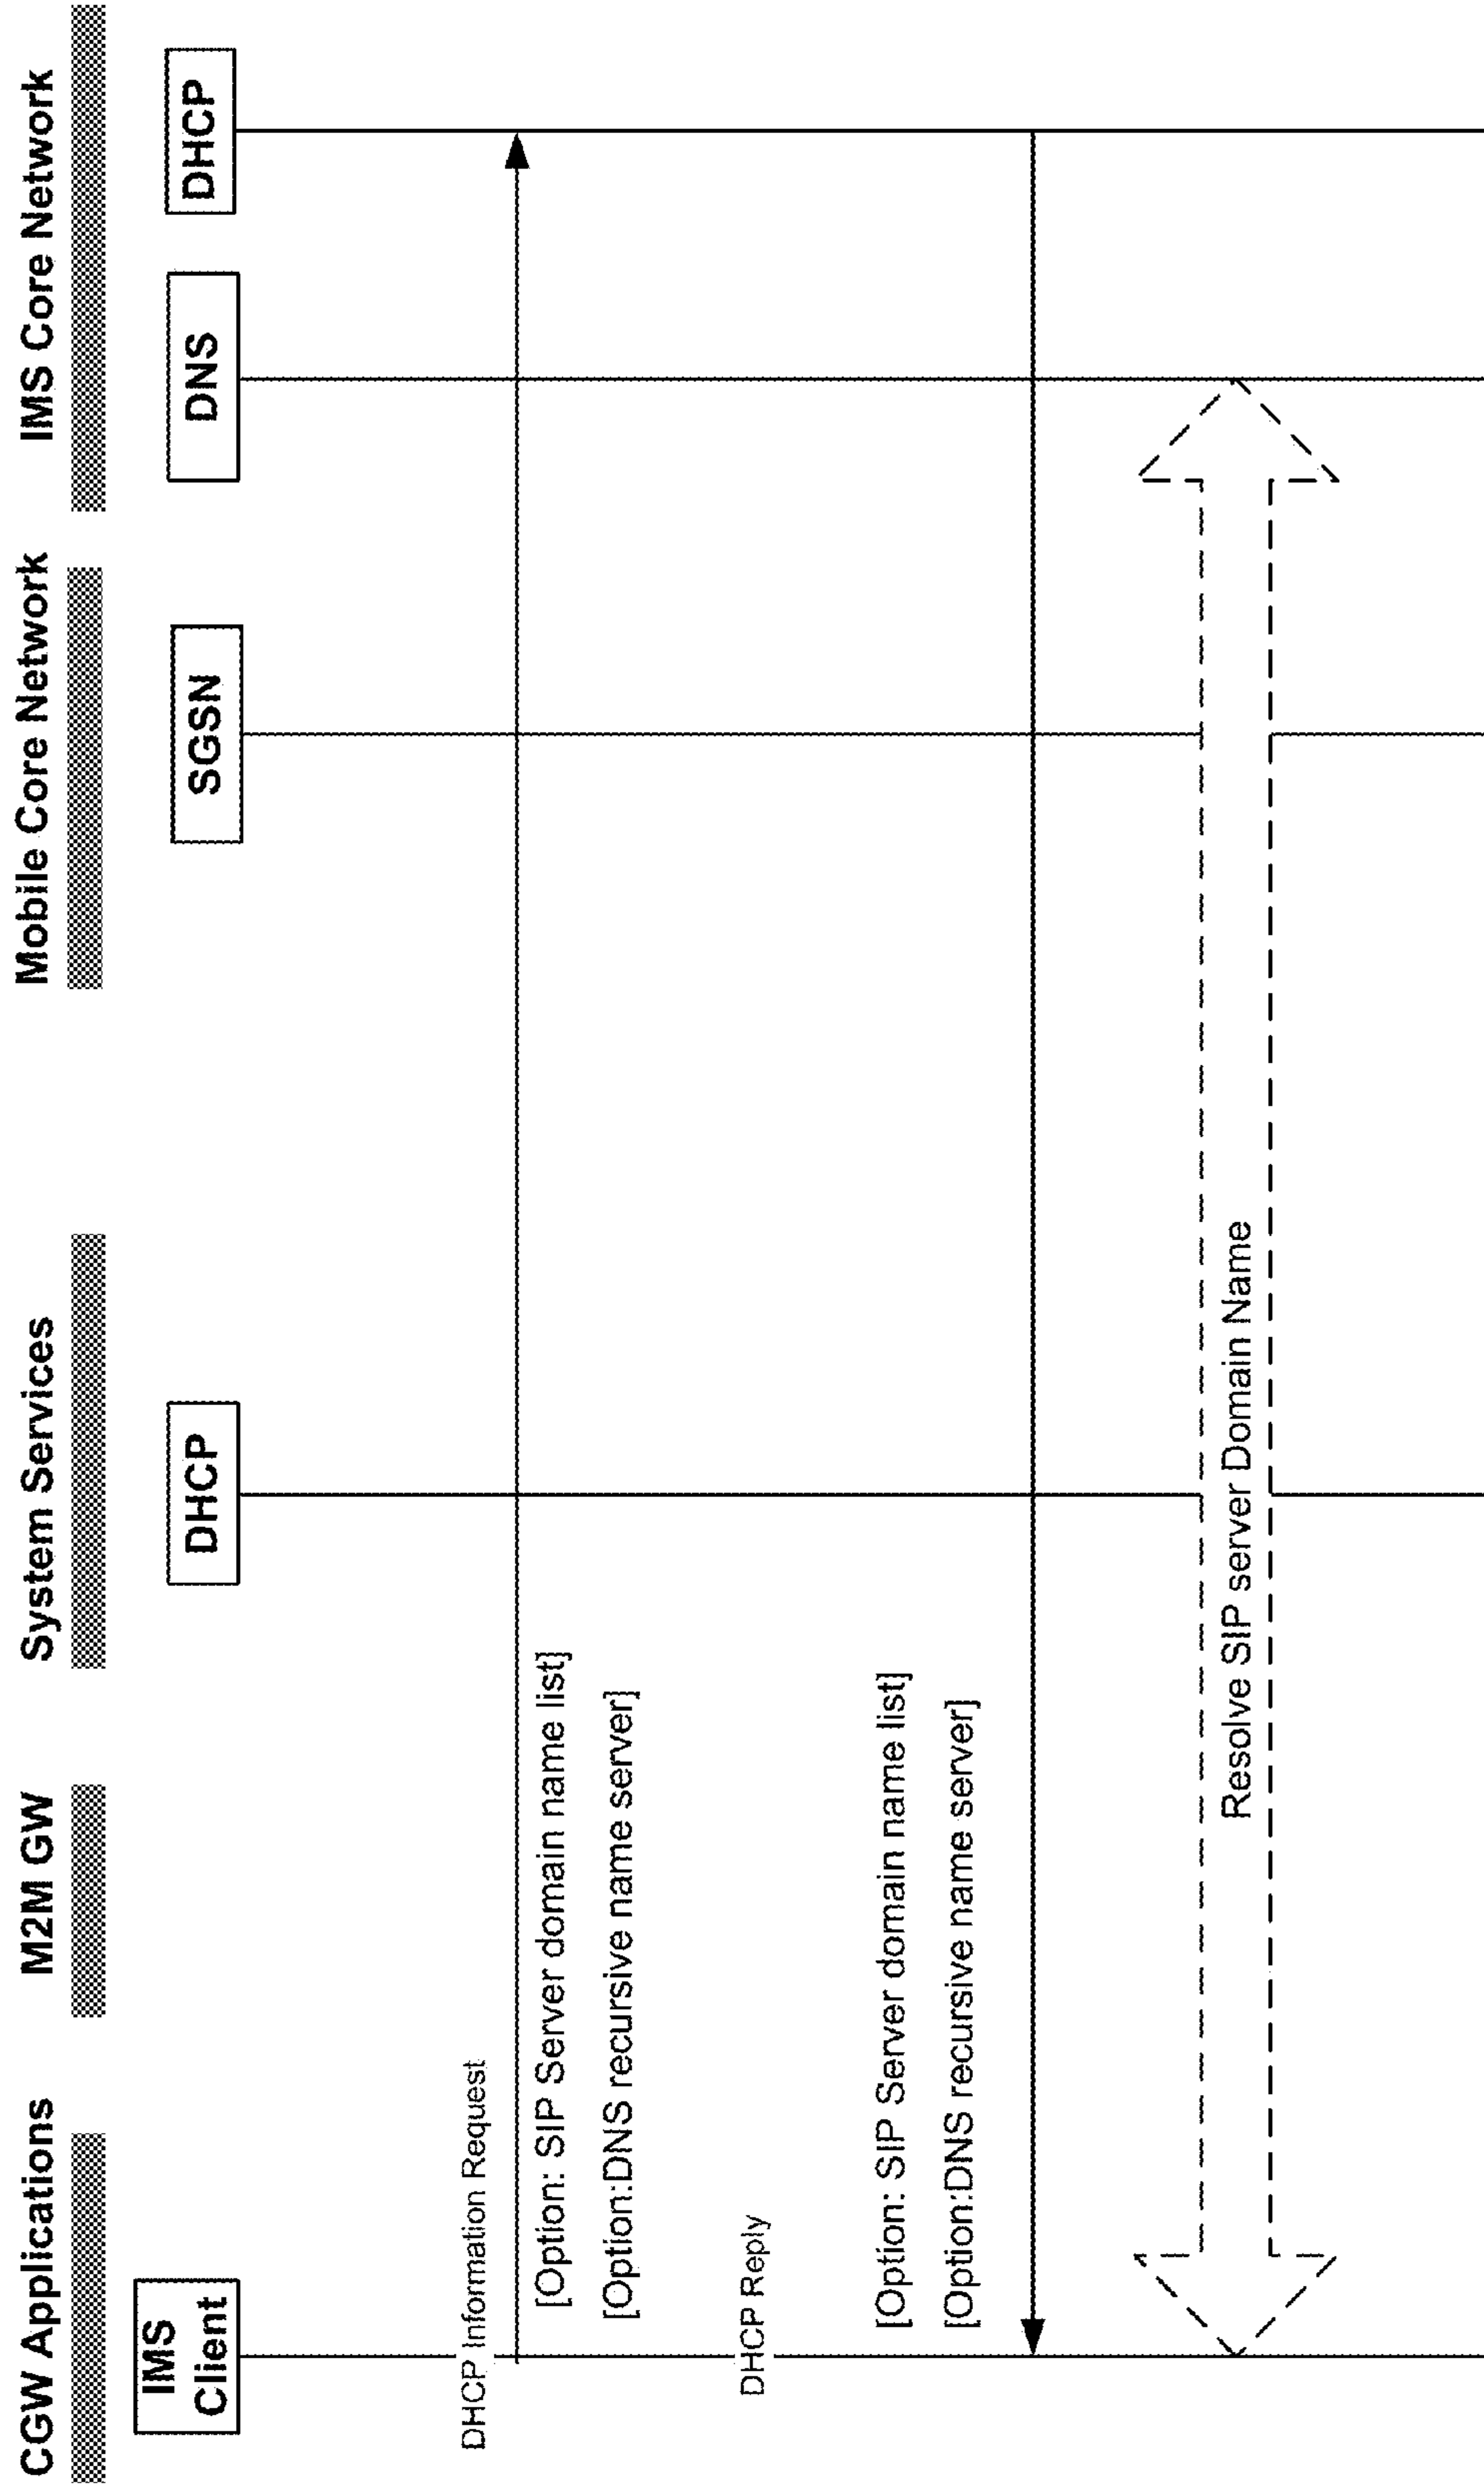 CGW Applications
M2M GW
System Services
Mobile Core Network
IMS Core Network
IMS
Client
DHCP
SGSN
DNS
DHCP
DHCP Information Request
[Option: SIP Server domain name list]
[Option:DNS recursive name server]
DHCP Reply
[Option: SIP Server domain name list]
[Option:DNS recursive name server]
Resolve SIP server Domain Name